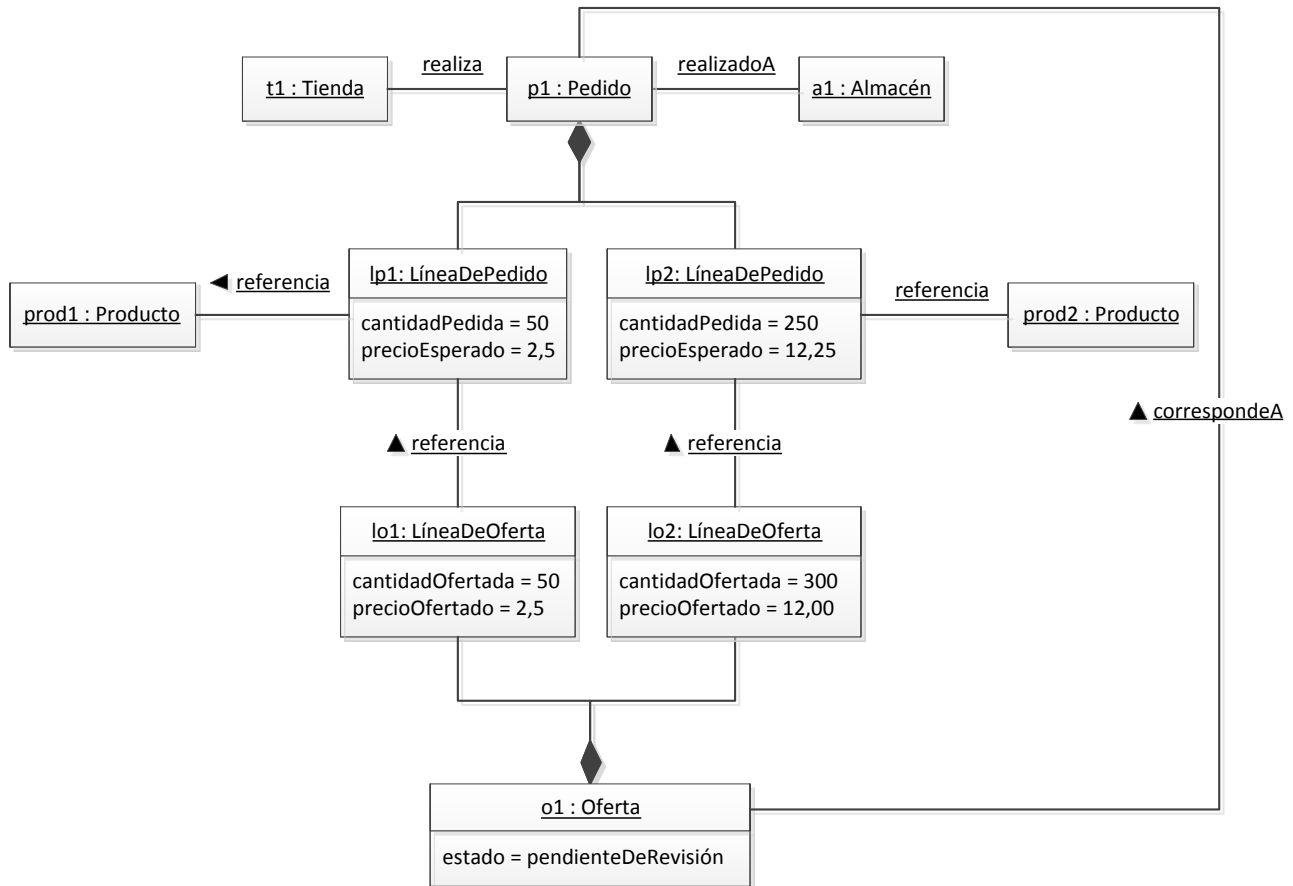 realiza
realizadoA
t1 : Tienda
p1 : Pedido
a1 : Almacén
lp1: LíneaDePedido
lp2: LíneaDePedido
referencia
referencia
prod1 : Producto
cantidadPedida = 50
precioEsperado = 2,5
cantidadPedida = 250
precioEsperado = 12,25
prod2 : Producto
correspondeA
referencia
referencia
lo1: LíneaDeOferta
lo2: LíneaDeOferta
cantidadOfertada = 50
precioOfertado = 2,5
cantidadOfertada = 300
precioOfertado = 12,00
o1 : Oferta
estado = pendienteDeRevisión